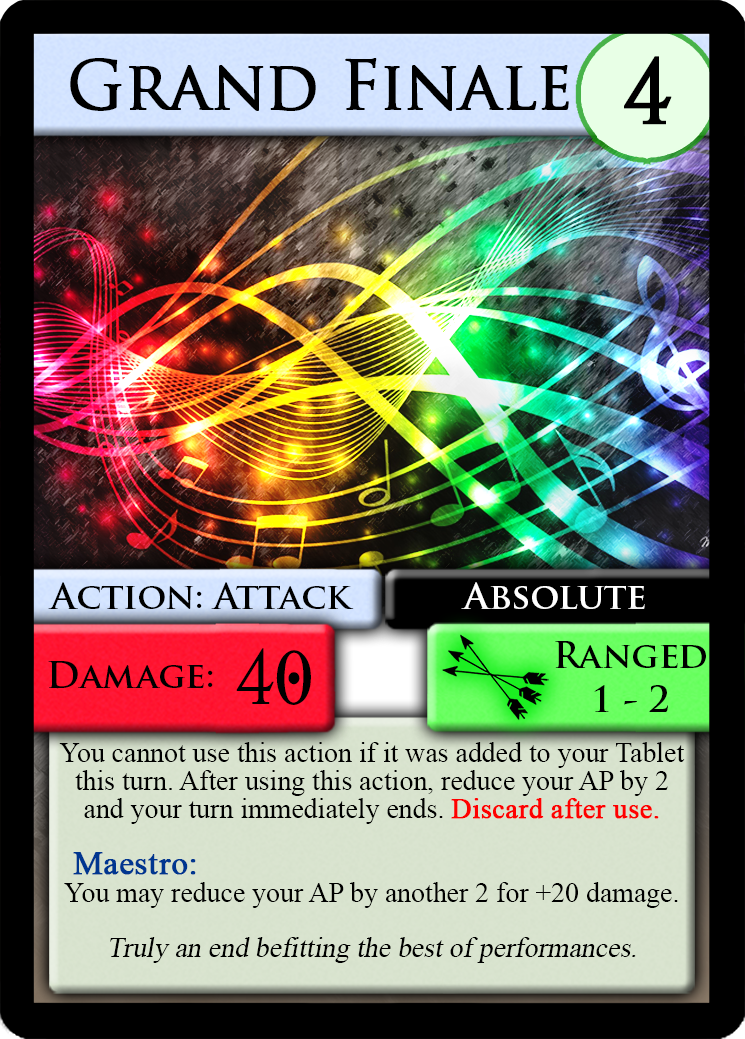 Grand Finale
4
Action: Attack
Absolute
Damage: 40
Ranged
1 - 2
You cannot use this action if it was added to your Tablet
this turn. After using this action, reduce your AP by 2
and your turn immediately ends. Discard after use.
Maestro:
You may reduce your AP by another 2 for +20 damage.
Truly an end befitting the best of performances.